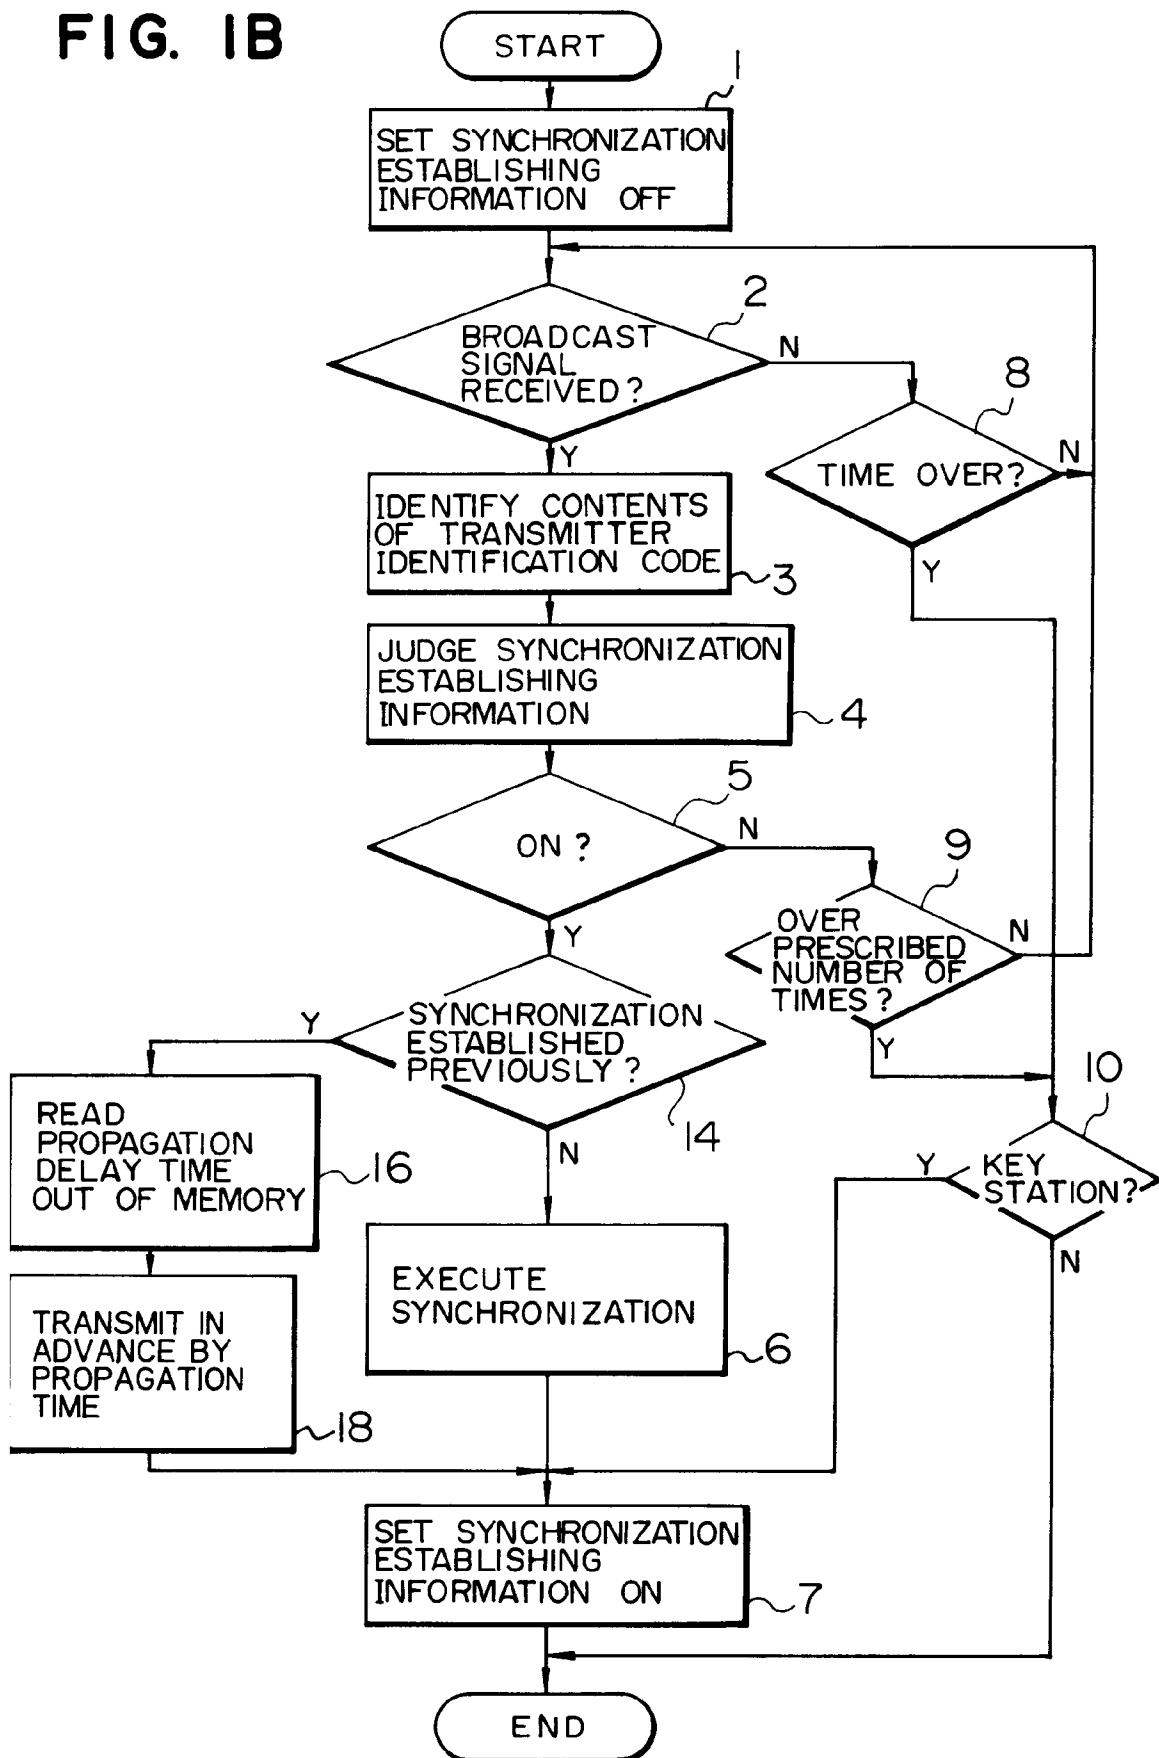 FIG. 1B
START
1
SET SYNCHRONIZATION
ESTABLISHING
INFORMATION OFF
2
BROADCAST
SIGNAL
RECEIVED?
N
Y
8
TIME OVER?
N
Y
IDENTIFY CONTENTS
OF TRANSMITTER
IDENTIFICATION CODE
3
JUDGE SYNCHRONIZATION
ESTABLISHING
INFORMATION
4
5
ON?
N
Y
9
OVER
PRESCRIBED
NUMBER OF
TIMES?
N
Y
SYNCHRONIZATION
ESTABLISHED
PREVIOUSLY?
Y
N
14
10
KEY
STATION?
Y
N
READ
PROPAGATION
DELAY TIME
OUT OF MEMORY
16
EXECUTE
SYNCHRONIZATION
6
TRANSMIT IN
ADVANCE BY
PROPAGATION
TIME
18
SET SYNCHRONIZATION
ESTABLISHING
INFORMATION ON
7
END